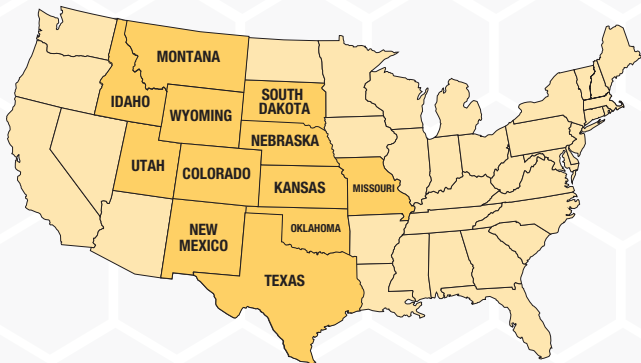 MONTANA
IDAHO
WYOMING
SOUTH
DAKOTA
NEBRASKA
UTAH
COLORADO
KANSAS
MISSOURI
NEW
MEXICO
OKLAHOMA
TEXAS